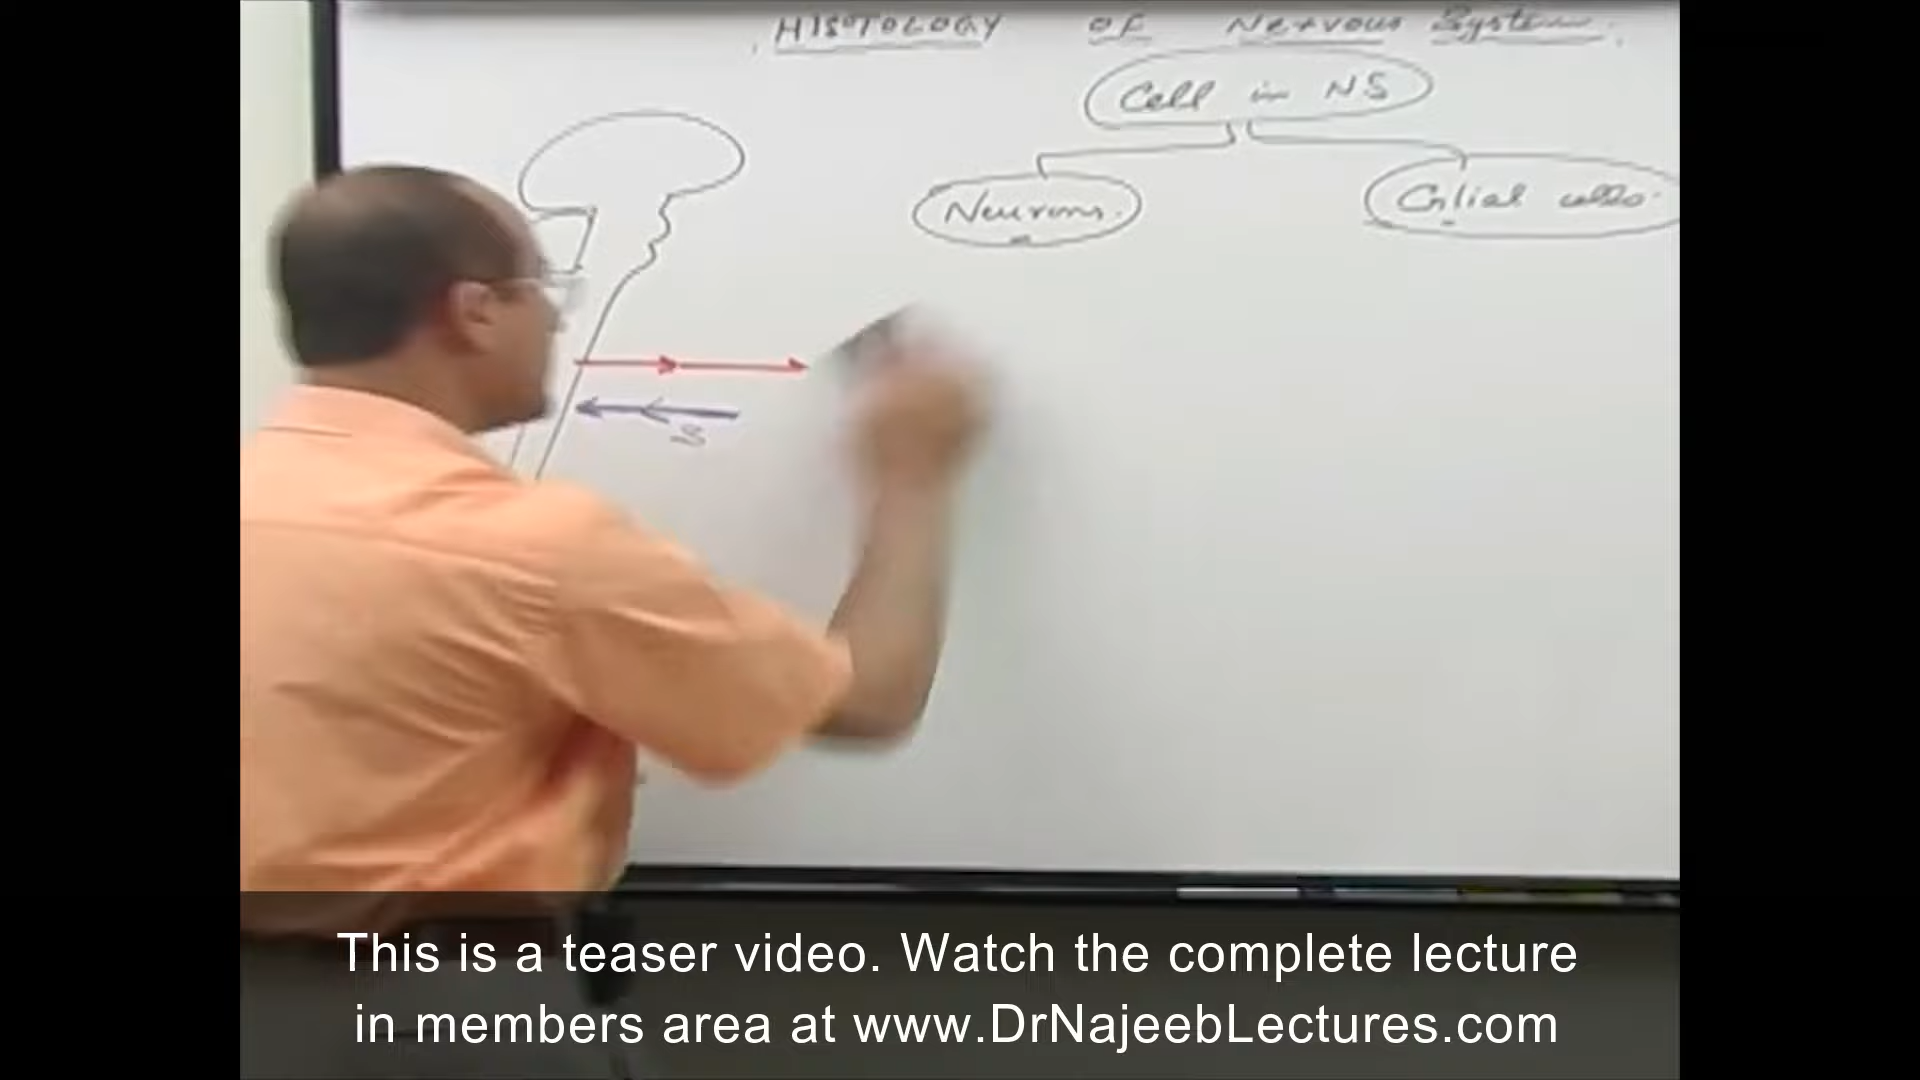 HISTOLOGY OF Nervous System.
Cell in NS
Neurons. Glial cells.
S
This is a teaser video. Watch the complete lecture
in members area at www.DrNajeebLectures.com